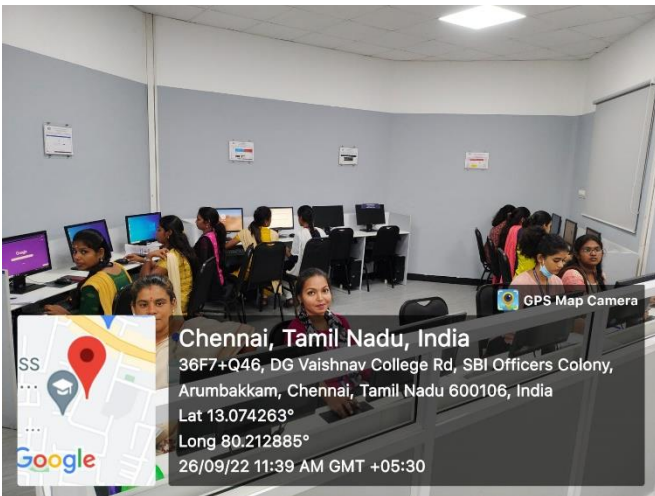 Google
GPS Map Camera
Chennai, Tamil Nadu, India
36F7+Q46, DG Vaishnav College Rd, SBI Officers Colony,
Arumbakkam, Chennai, Tamil Nadu 600106, India
Lat 13.074263°
Long 80.212885°
26/09/22 11:39 AM GMT +05:30
SS
...
...
Google